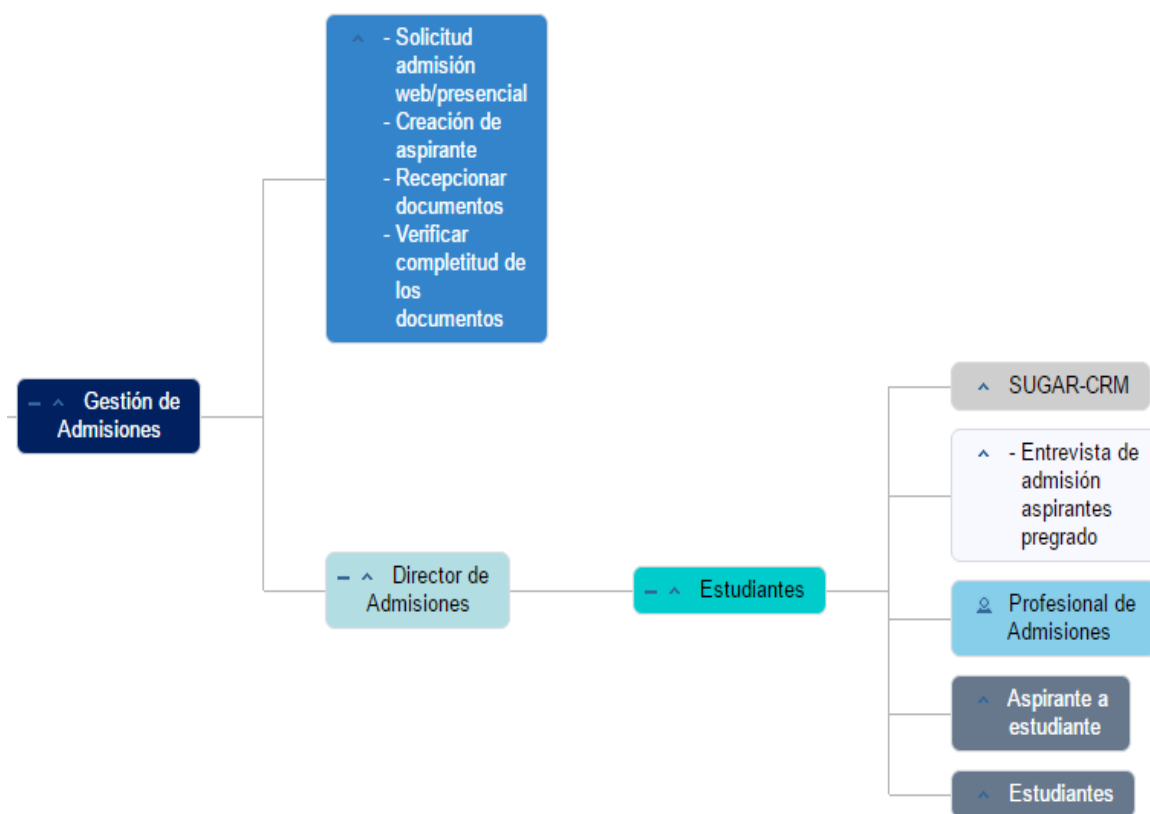 - Solicitud
admisión
web/presencial
- Creación de
aspirante
- Recepcionar
documentos
- Verificar
completitud de
los
documentos
Gestión de
Admisiones
Director de
Admisiones
Estudiantes
SUGAR-CRM
- Entrevista de
admisión
aspirantes
pregrado
Profesional de
Admisiones
Aspirante a
estudiante
Estudiantes